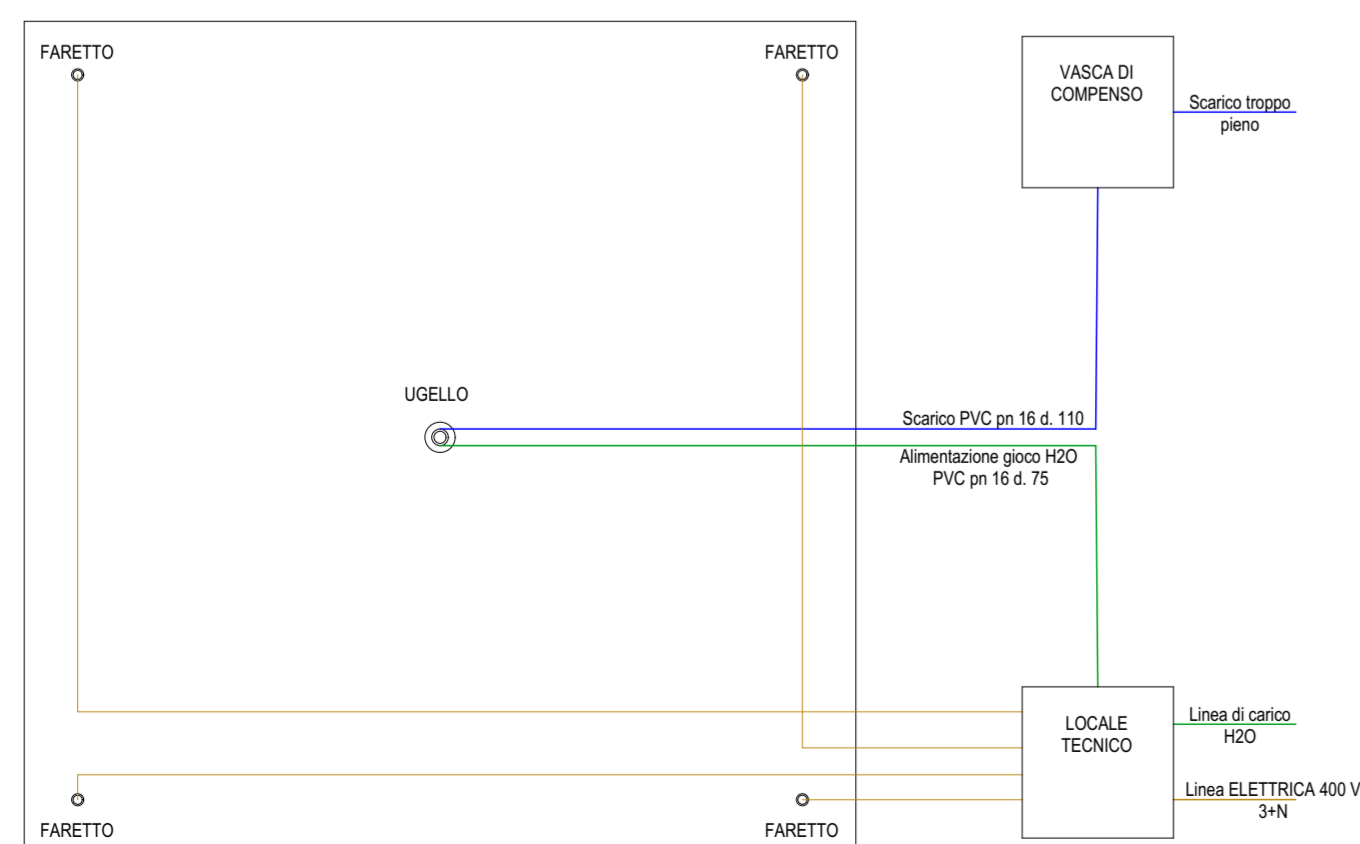 FARETTO
FARETTO
VASCA DI
COMPENSO
Scarico troppo
pieno
UGELLO
Scarico PVC pn 16 d. 110
Alimentazione gioco H2O
PVC pn 16 d. 75
LOCALE
TECNICO
Linea di carico
H2O
Linea ELETTRICA 400 V
3+N
FARETTO
FARETTO